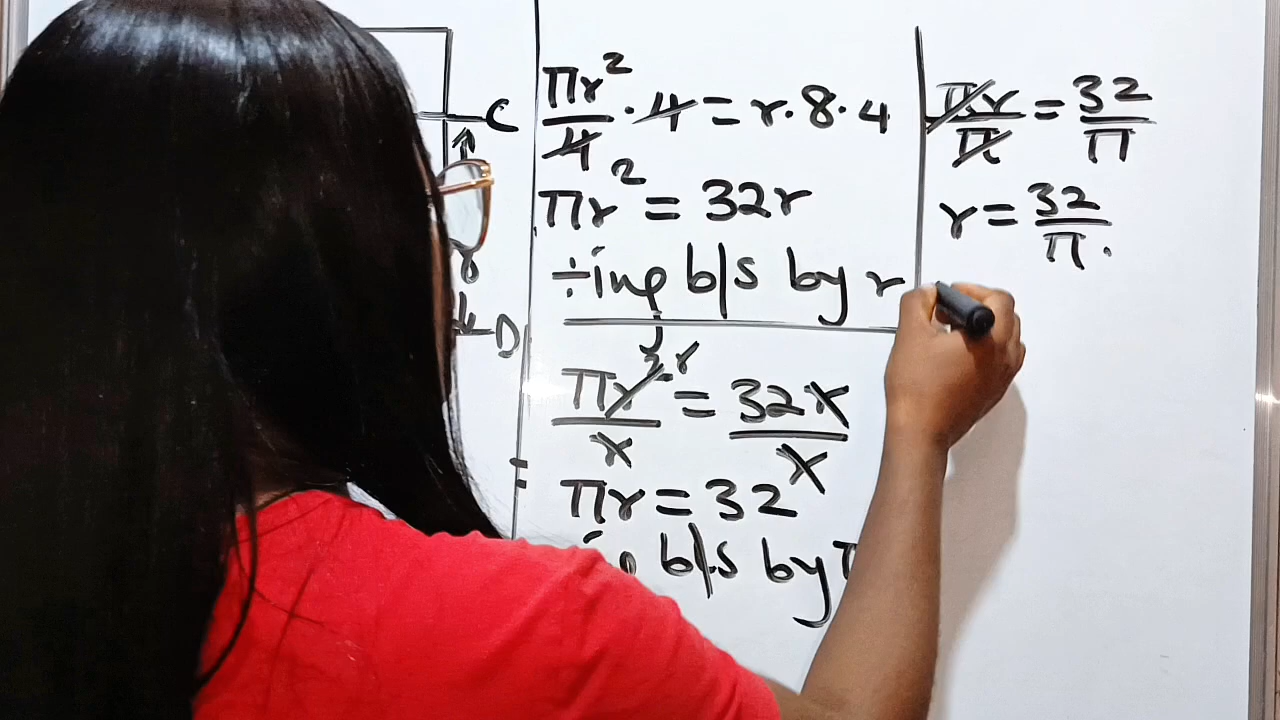 C
r
D
πr²/4 · 4 = r · 8 · 4
πr² = 32r
÷ing b/s by r
πr²/r = 32r/r
r
πr = 32
b/s by π
πr/π = 32/π
r = 32/π.